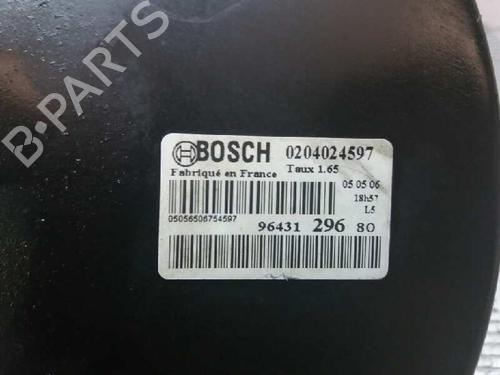 B-PARTS
BOSCH 0204024597
Fabriqué en France Taux 1.65
05 05 06
18h57
L5
05056506754597
96431 296 80